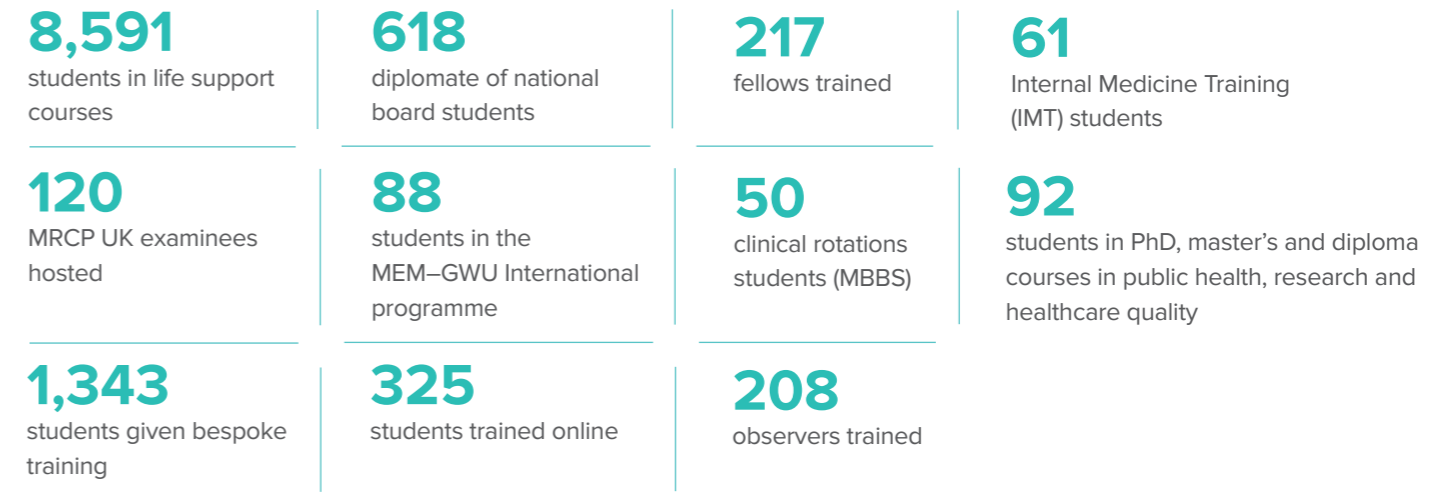 8,591
students in life support
courses
618
diplomate of national
board students
217
fellows trained
61
Internal Medicine Training
(IMT) students
120
MRCP UK examinees
hosted
88
students in the
MEM–GWU International
programme
50
clinical rotations
students (MBBS)
92
students in PhD, master’s and diploma
courses in public health, research and
healthcare quality
1,343
students given bespoke
training
325
students trained online
208
observers trained